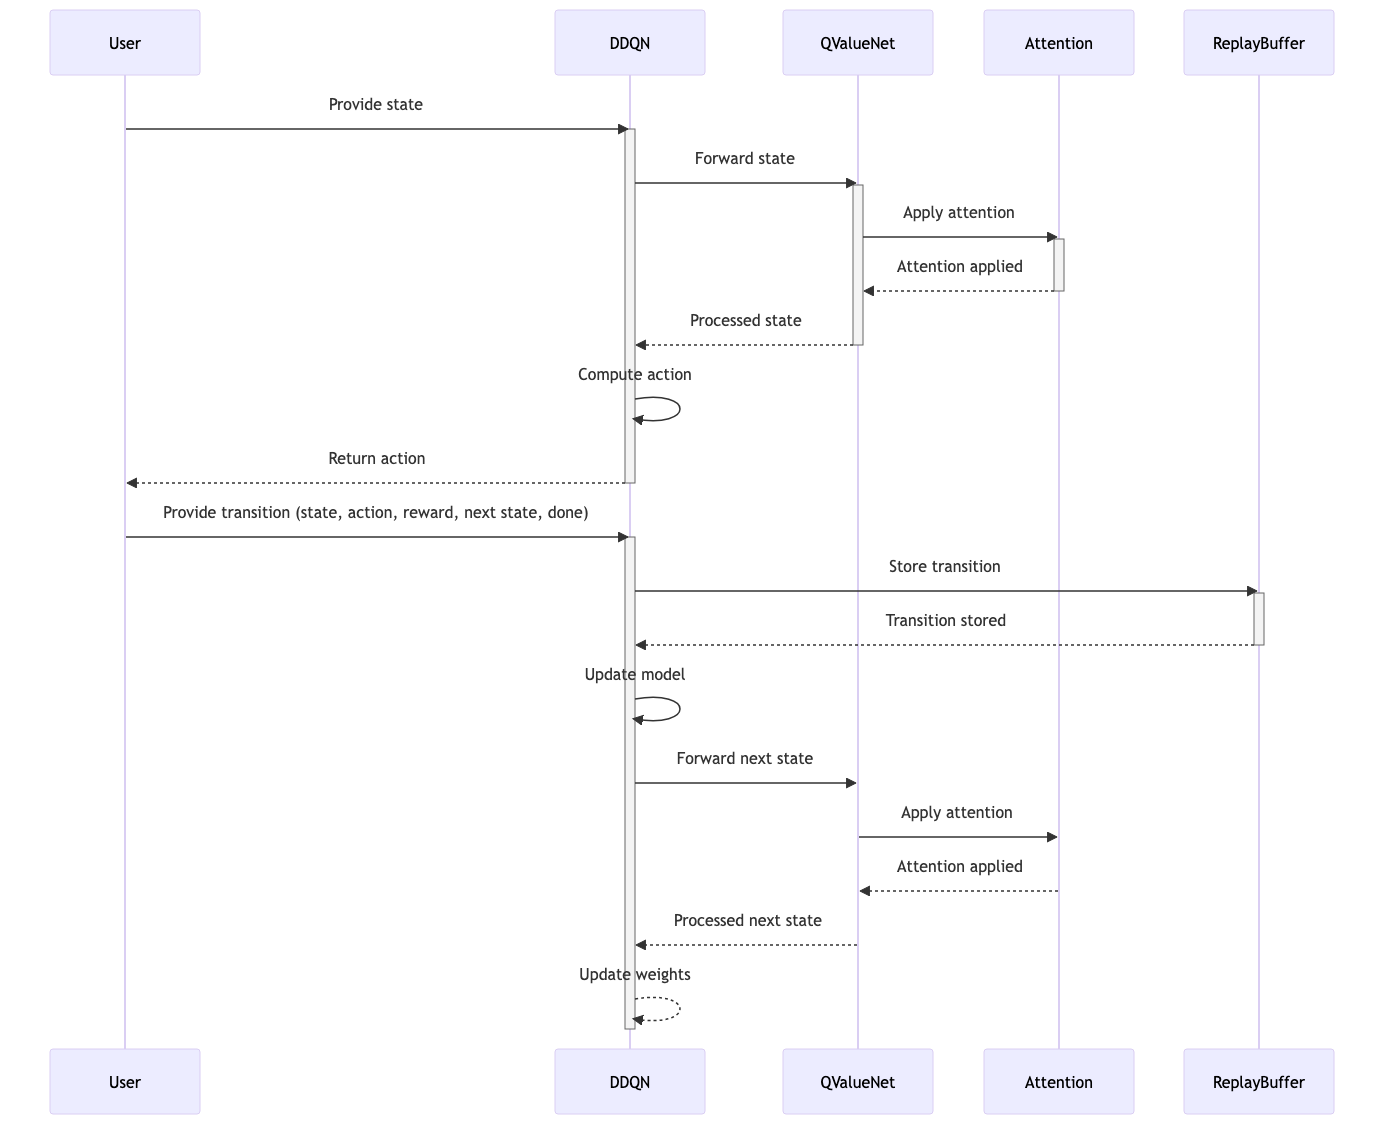 User
DDQN
QValueNet
Attention
ReplayBuffer
Provide state
Forward state
Apply attention
Attention applied
Processed state
Compute action
Return action
Provide transition (state, action, reward, next state, done)
Store transition
Transition stored
Update model
Forward next state
Apply attention
Attention applied
Processed next state
Update weights
User
DDQN
QValueNet
Attention
ReplayBuffer